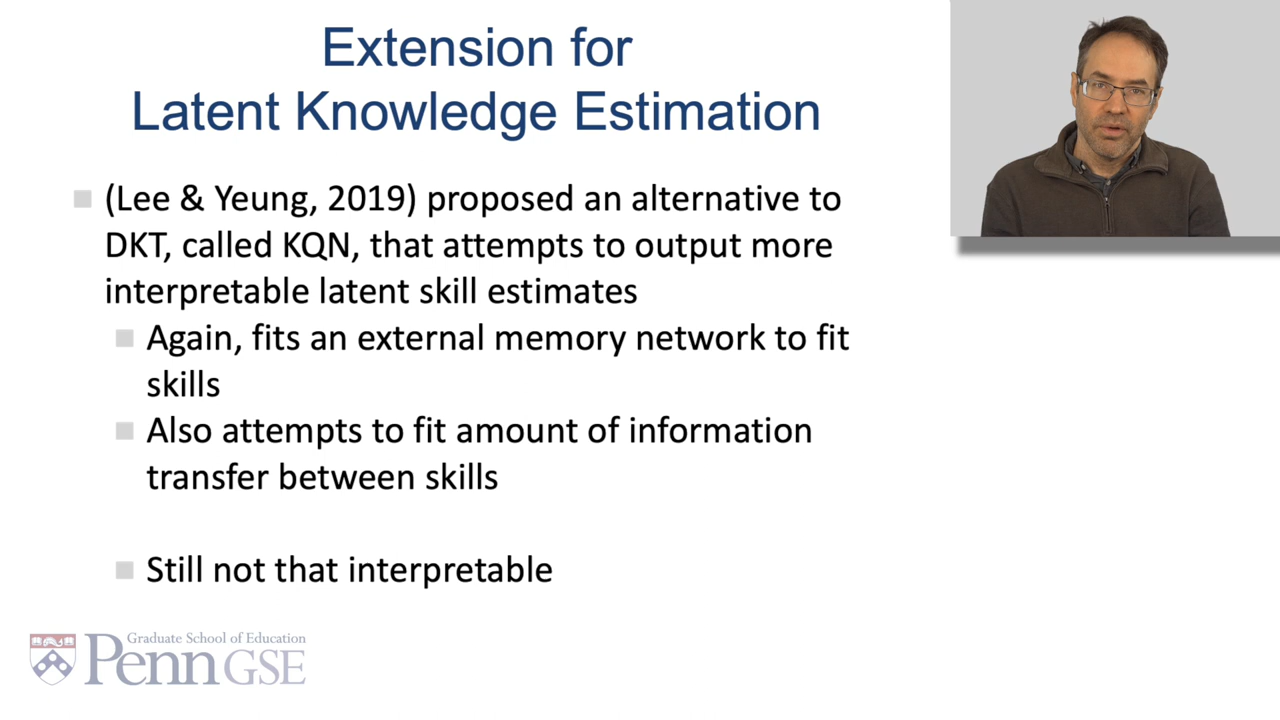 Extension for
Latent Knowledge Estimation
(Lee & Yeung, 2019) proposed an alternative to
DKT, called KQN, that attempts to output more
interpretable latent skill estimates
Again, fits an external memory network to fit
skills
Also attempts to fit amount of information
transfer between skills
Still not that interpretable
Graduate School of Education
Penn GSE